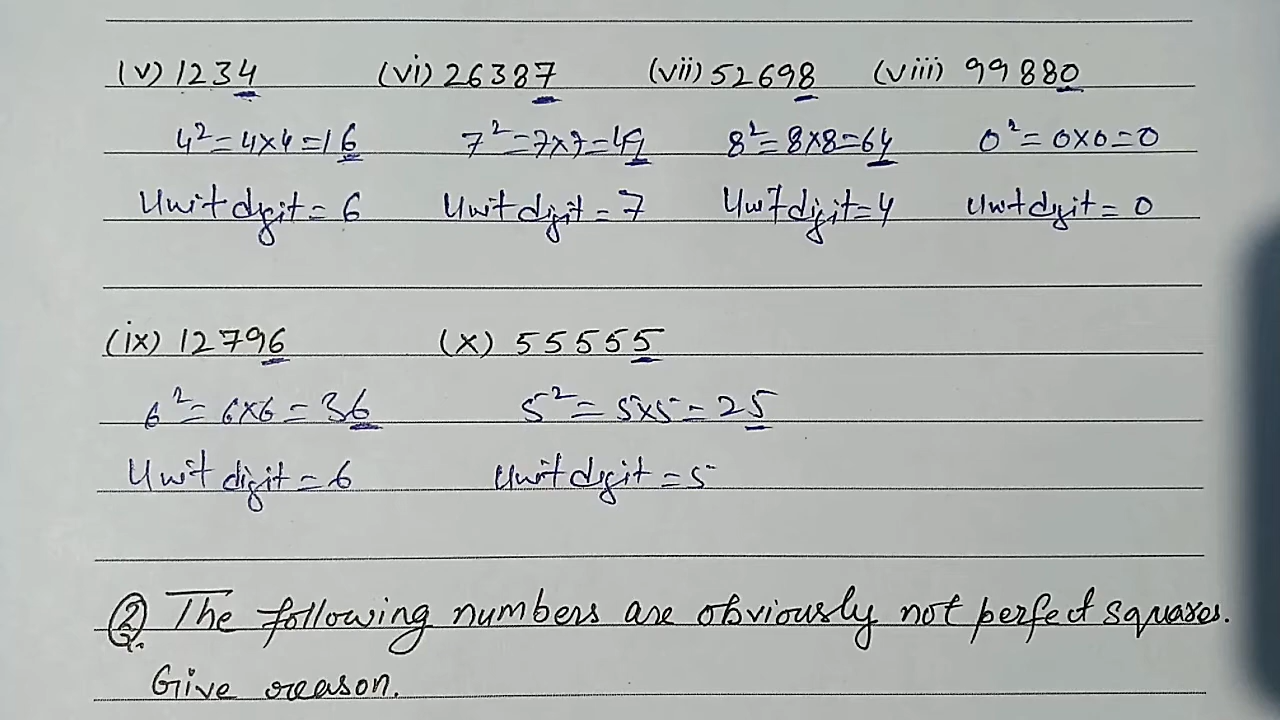 (v) 1234 (vi) 26387 (vii) 52698 (viii) 99880
4²=4×4=16 7²=7×7=49 8²=8×8=64 0²=0×0=0
Unit digit=6 Unit digit=7 Unit digit=4 Unit digit=0
(ix) 12796 (x) 55555
6²=6×6=36 5²=5×5=25
Unit digit=6 Unit digit=5
② The following numbers are obviously not perfect squares.
Give reason.